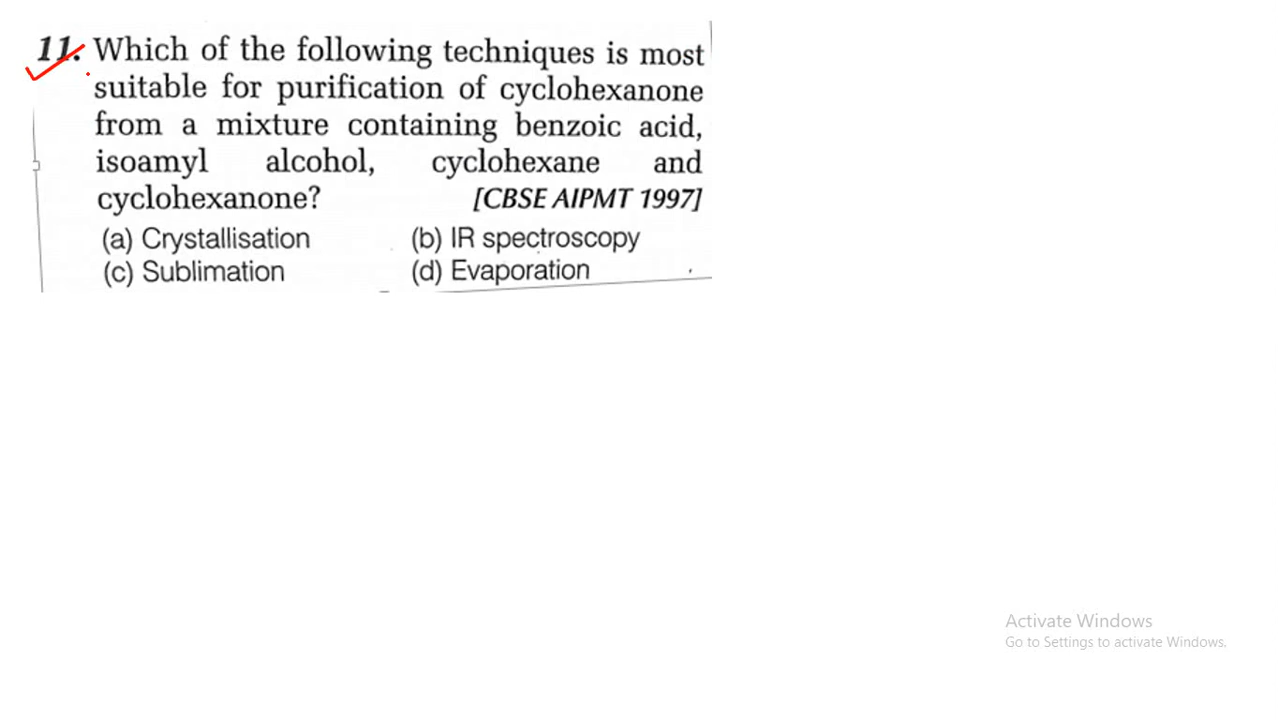 11. Which of the following techniques is most
suitable for purification of cyclohexanone
from a mixture containing benzoic acid,
isoamyl alcohol, cyclohexane and
cyclohexanone? [CBSE AIPMT 1997]
(a) Crystallisation (b) IR spectroscopy
(c) Sublimation (d) Evaporation
Activate Windows
Go to Settings to activate Windows.